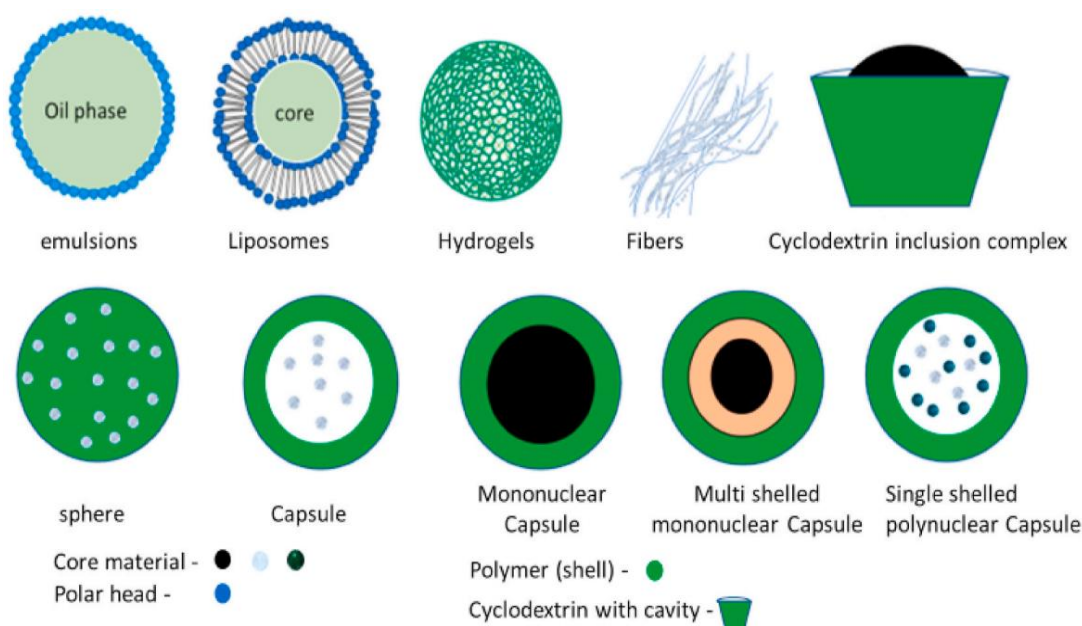 Oil phase
core
emulsions
Liposomes
Hydrogels
Fibers
Cyclodextrin inclusion complex
sphere
Capsule
Mononuclear
Capsule
Multi shelled
mononuclear Capsule
Single shelled
polynuclear Capsule
Core material -
Polar head -
Polymer (shell) -
Cyclodextrin with cavity -